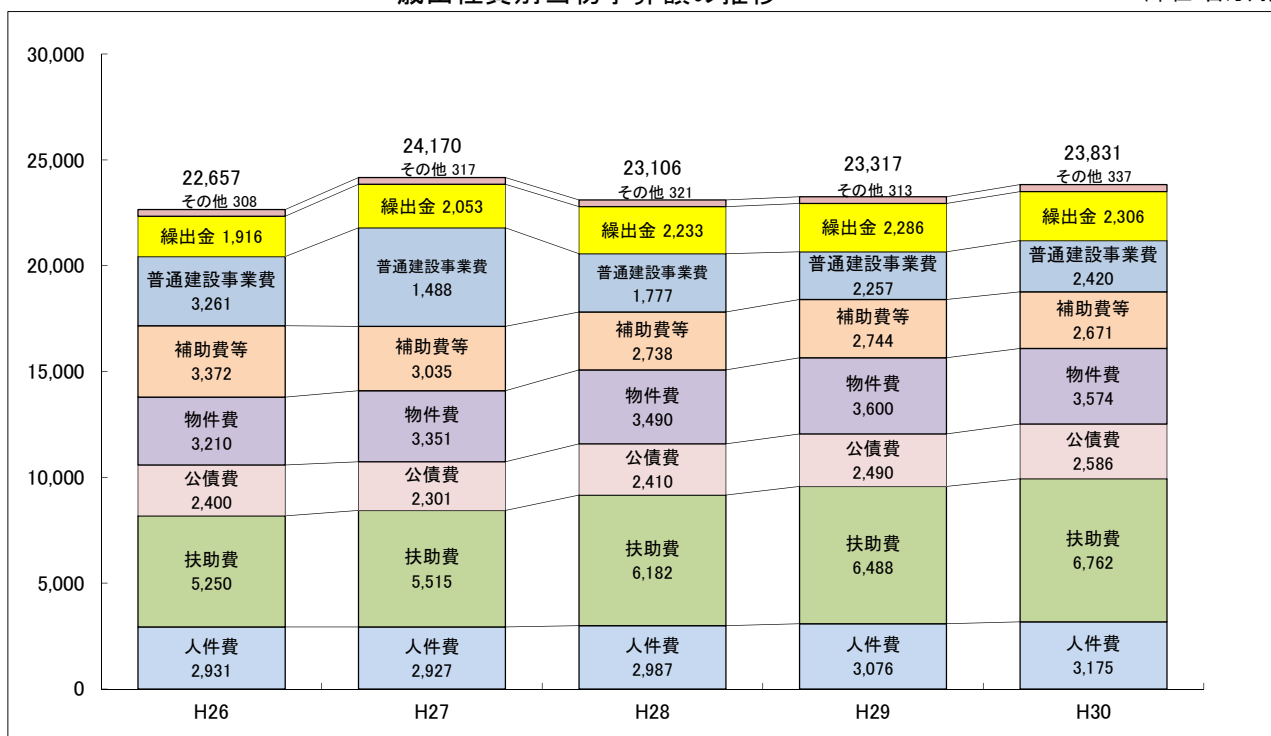 30,000
25,000
20,000
15,000
10,000
5,000
0
22,657
その他 308
繰出金 1,916
普通建設事業費
3,261
補助費等
3,372
物件費
3,210
公債費
2,400
扶助費
5,250
人件費
2,931
H26
24,170
その他 317
繰出金 2,053
普通建設事業費
1,488
補助費等
3,035
物件費
3,351
公債費
2,301
扶助費
5,515
人件費
2,927
H27
23,106
その他 321
繰出金 2,233
普通建設事業費
1,777
補助費等
2,738
物件費
3,490
公債費
2,410
扶助費
6,182
人件費
2,987
H28
23,317
その他 313
繰出金 2,286
普通建設事業費
2,257
補助費等
2,744
物件費
3,600
公債費
2,490
扶助費
6,488
人件費
3,076
H29
23,831
その他 337
繰出金 2,306
普通建設事業費
2,420
補助費等
2,671
物件費
3,574
公債費
2,586
扶助費
6,762
人件費
3,175
H30